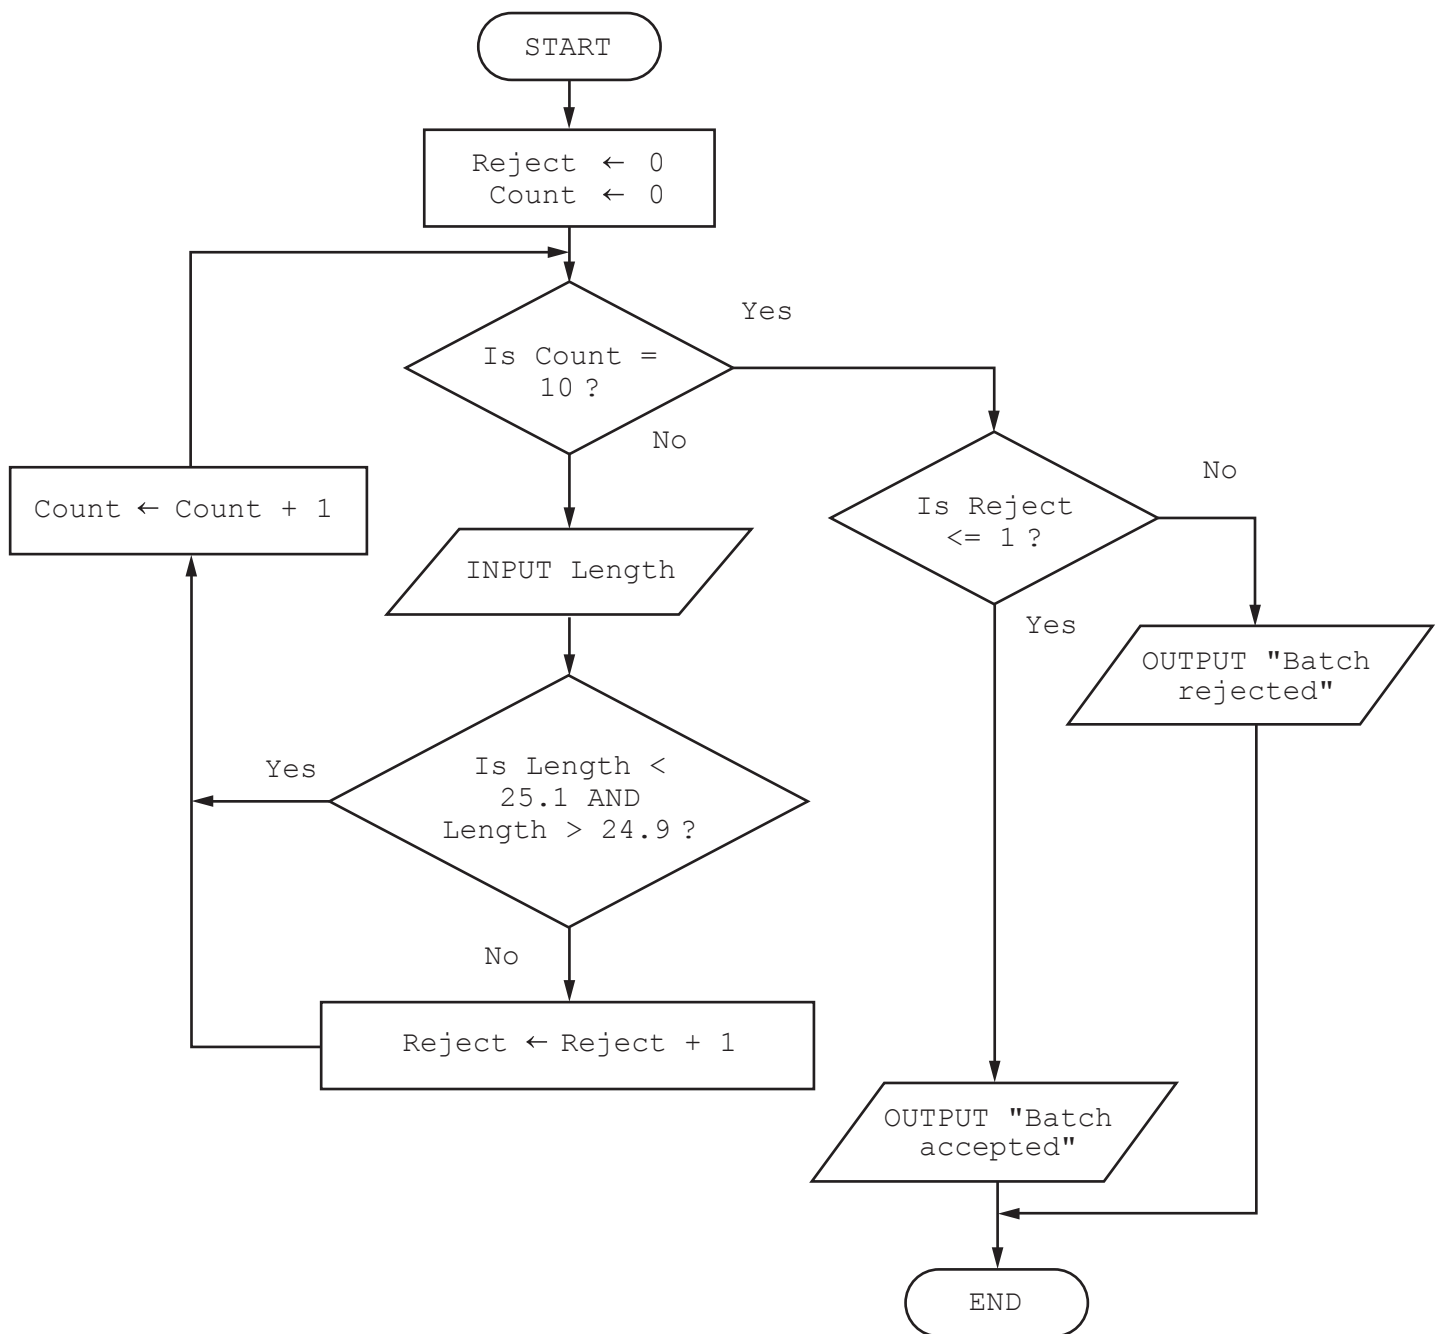 START
Reject ← 0
Count ← 0
Yes
Is Count =
10 ?
No
Count ← Count + 1
No
Is Reject
<= 1 ?
INPUT Length
Yes
OUTPUT "Batch
rejected"
Yes
Is Length <
25.1 AND
Length > 24.9 ?
No
Reject ← Reject + 1
OUTPUT "Batch
accepted"
END